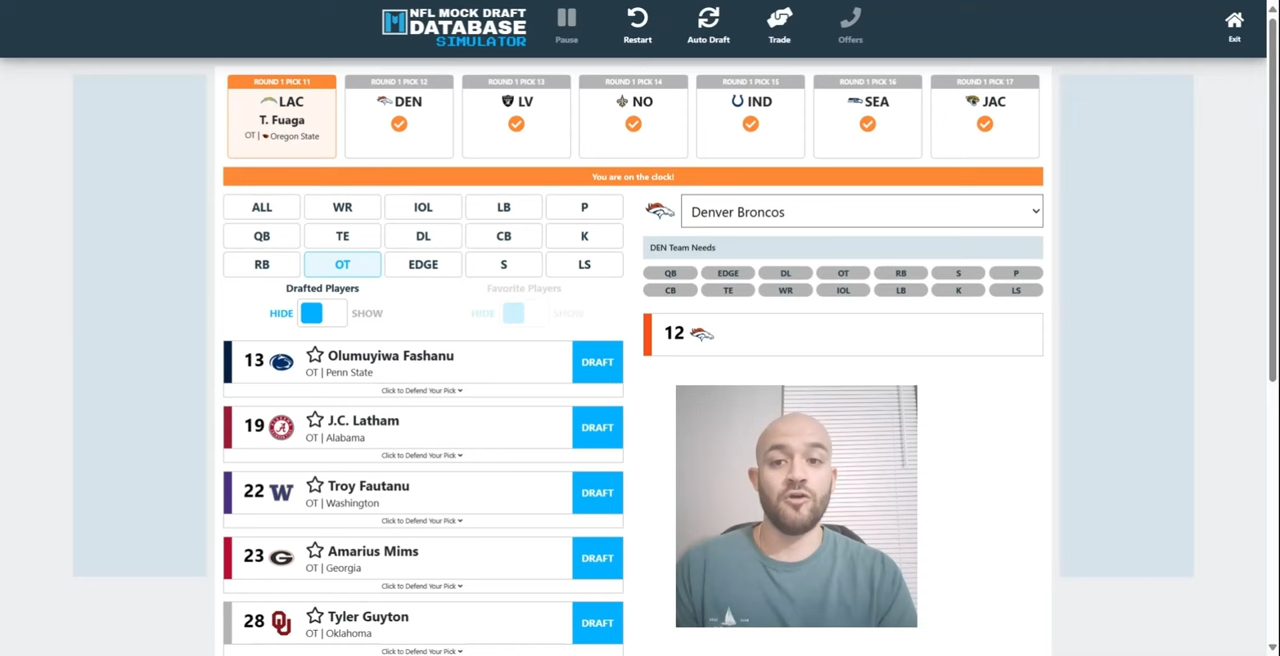 NFL MOCK DRAFT
DATABASE
SIMULATOR
Pause
Restart
Auto Draft
Trade
Offers
Exit
ROUND 1 PICK 11
LAC
T. Fuaga
OT | Oregon State
ROUND 1 PICK 12
DEN
ROUND 1 PICK 13
LV
ROUND 1 PICK 14
NO
ROUND 1 PICK 15
IND
ROUND 1 PICK 16
SEA
ROUND 1 PICK 17
JAC
You are on the clock!
ALL WR IOL LB P
QB TE DL CB K
RB OT EDGE S LS
Drafted Players
HIDE SHOW
Favorite Players
HIDE SHOW
13 Olumuyiwa Fashanu
OT | Penn State
DRAFT
Click to Defend Your Pick
19 J.C. Latham
OT | Alabama
DRAFT
Click to Defend Your Pick
22 W Troy Fautanu
OT | Washington
DRAFT
Click to Defend Your Pick
23 G Amarius Mims
OT | Georgia
DRAFT
Click to Defend Your Pick
28 OU Tyler Guyton
OT | Oklahoma
DRAFT
Click to Defend Your Pick
Denver Broncos
DEN Team Needs
QB EDGE DL OT RB S P
CB TE WR IOL LB K LS
12